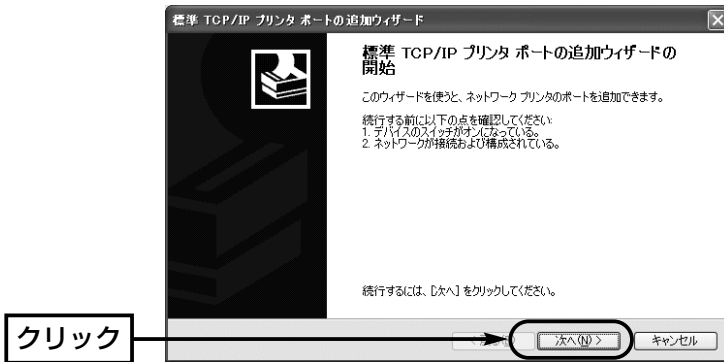 標準 TCP/IP プリンタ ポートの追加ウィザード
標準 TCP/IP プリンタ ポートの追加ウィザードの
開始
このウィザードを使うと、ネットワーク プリンタのポートを追加できます。
続行する前に以下の点を確認してください:
1. デバイスのスイッチがオンになっている。
2. ネットワークが接続および構成されている。
続行するには、[次へ] をクリックしてください。
クリック
次へ(N) >
キャンセル